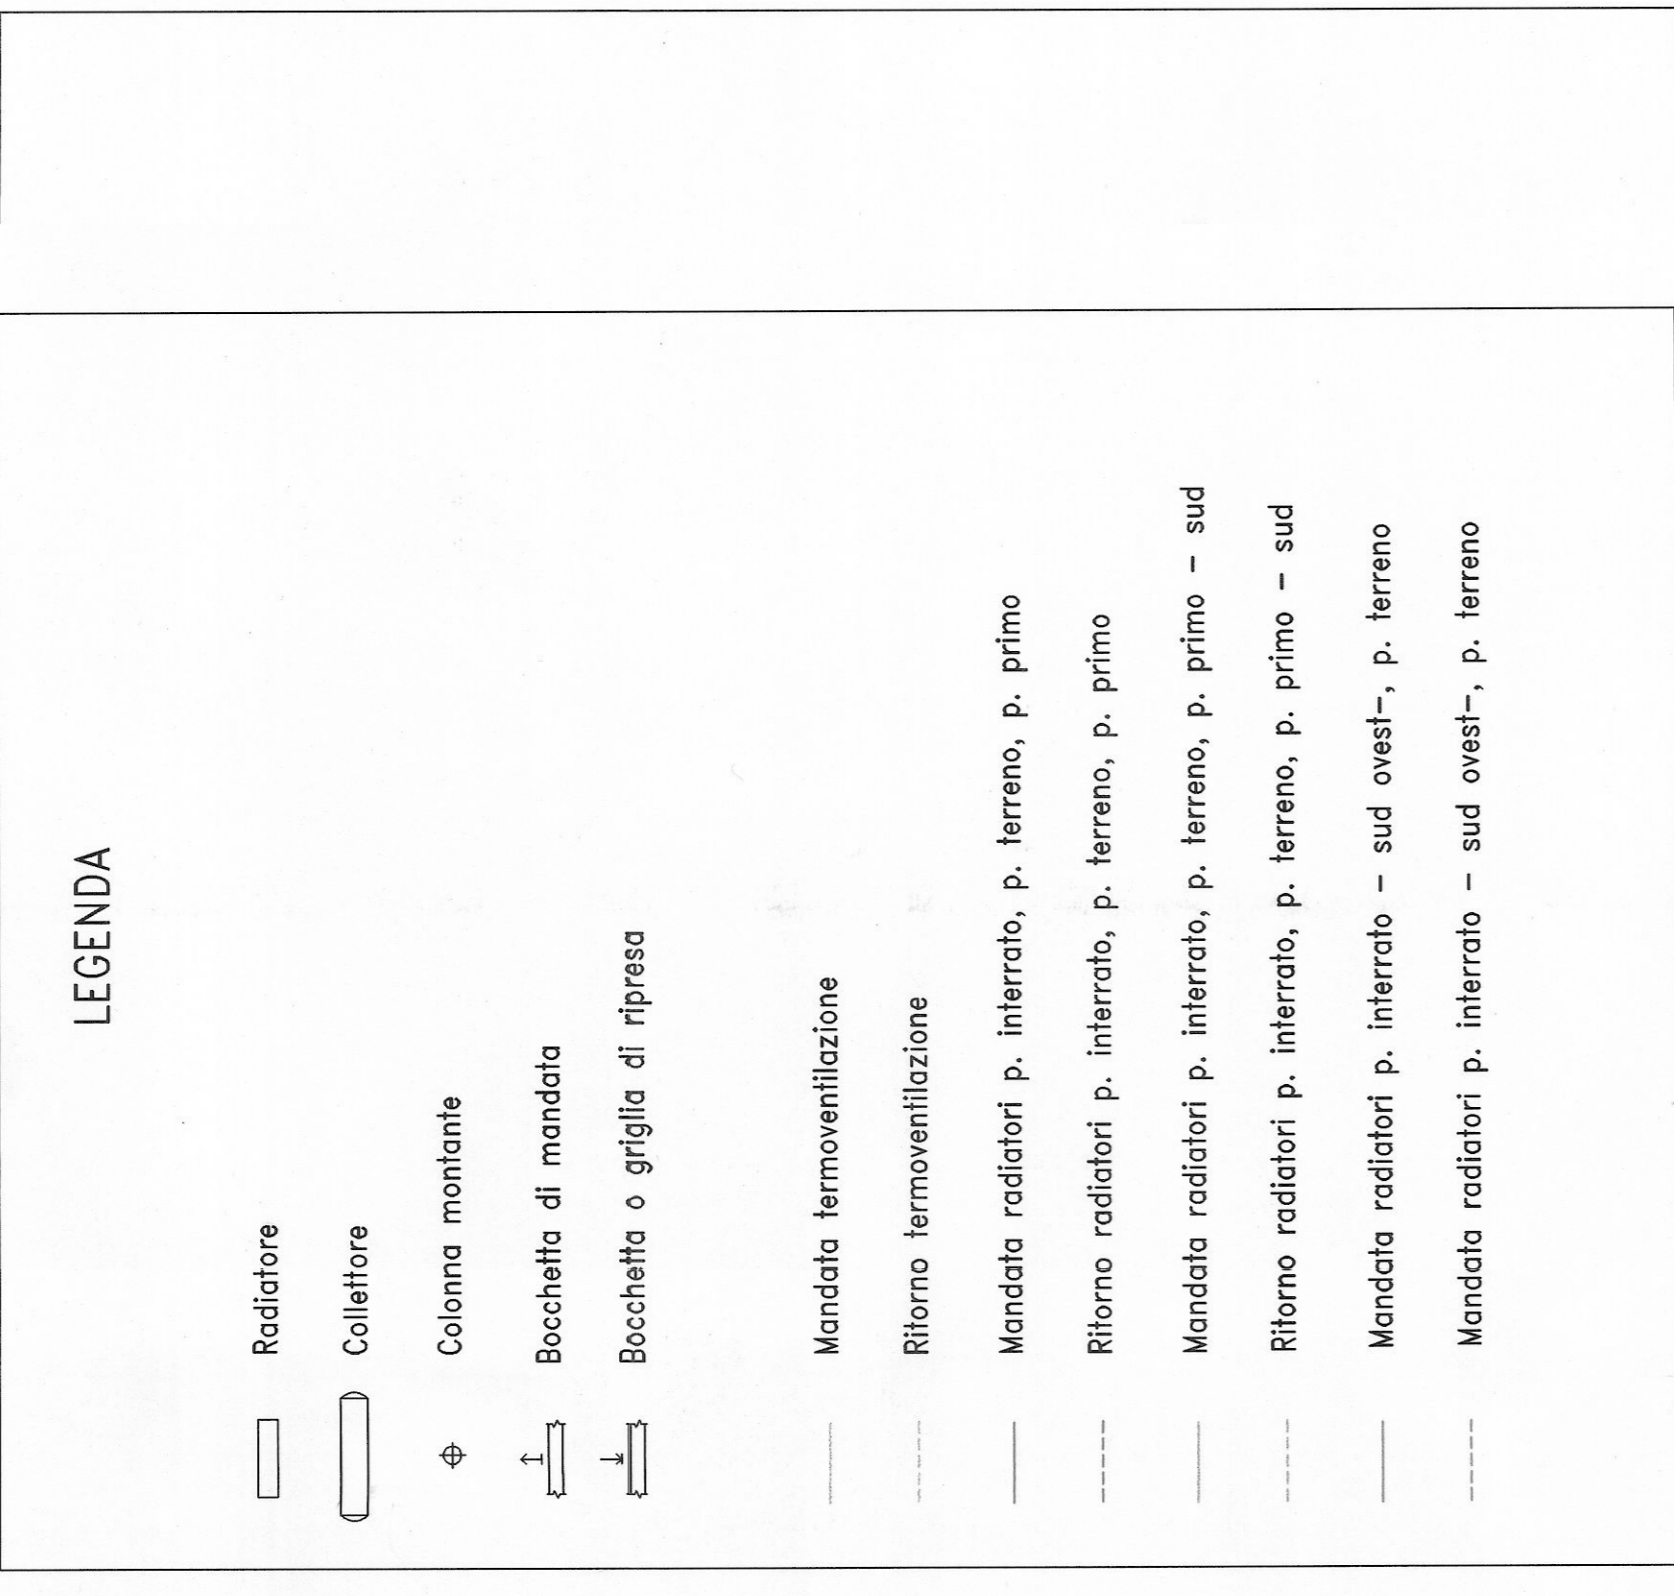 LEGENDA
Radiatore
Collettore
Colonna montante
Bocchetta di mandata
Bocchetta o griglia di ripresa
Mandata termoventilazione
Ritorno termoventilazione
Mandata radiatori p. interrato, p. terreno, p. primo
Ritorno radiatori p. interrato, p. terreno, p. primo
Mandata radiatori p. interrato, p. terreno, p. primo – sud
Ritorno radiatori p. interrato, p. terreno, p. primo – sud
Mandata radiatori p. interrato – sud ovest–, p. terreno
Mandata radiatori p. interrato – sud ovest–, p. terreno